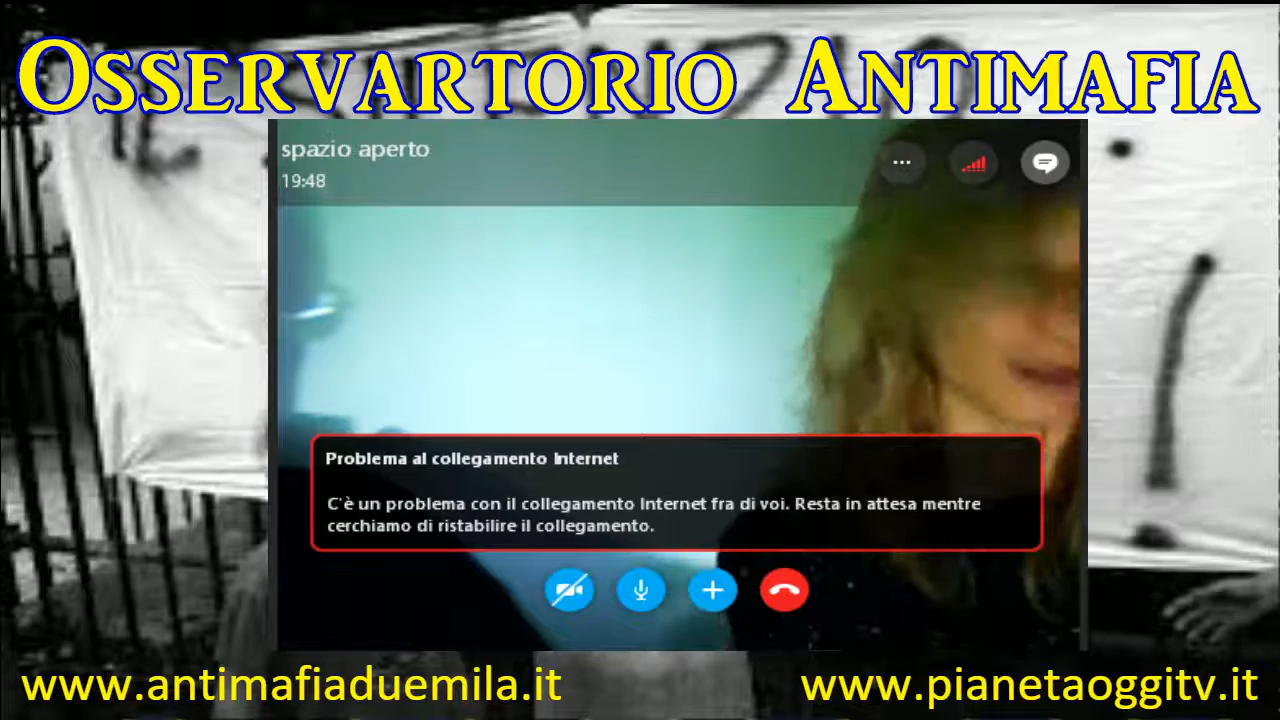 OSSERVARTORIO ANTIMAFIA
spazio aperto
19:48
Problema al collegamento Internet
C'è un problema con il collegamento Internet fra di voi. Resta in attesa mentre
cerchiamo di ristabilire il collegamento.
www.antimafiaduemila.it
www.pianetaoggitv.it